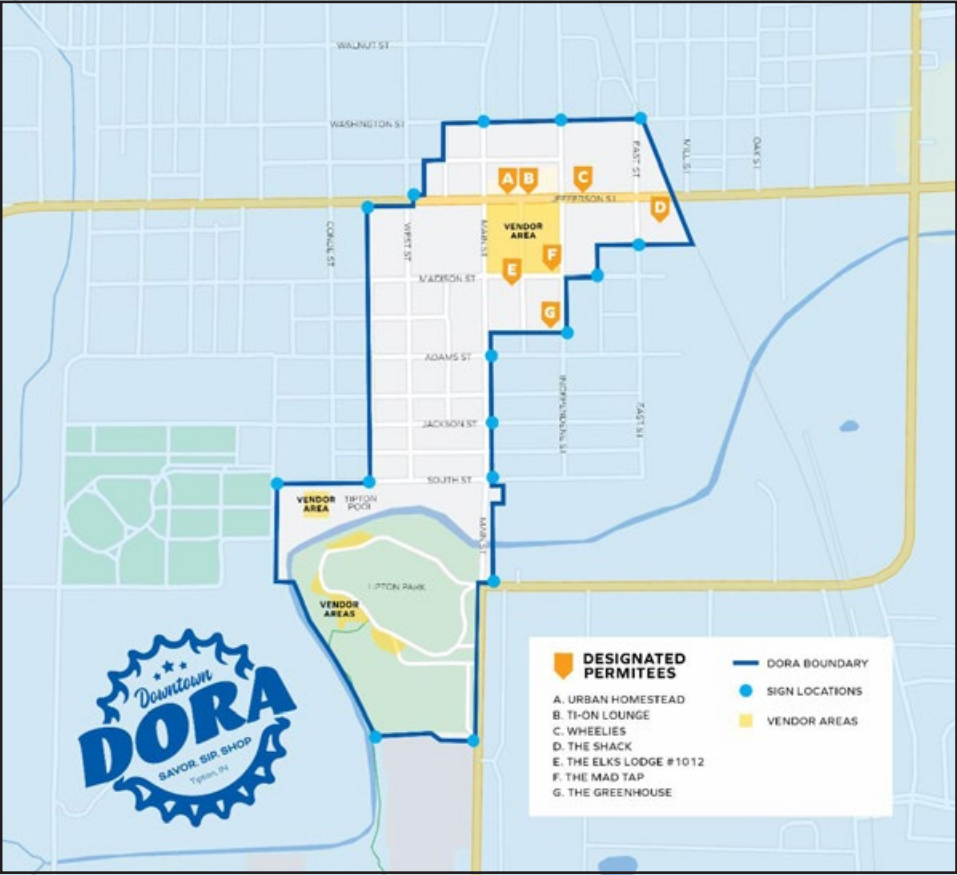 WALNUT ST
WASHINGTON ST
EAST ST
MILL ST
OAK ST
A B
C
JEFFERSON ST
D
CONDE ST
WEST ST
MAIN ST
VENDOR
AREA
F
E
MADISON ST
G
ADAMS ST
INDEPENDENCE ST
EAST ST
JACKSON ST
SOUTH ST
VENDOR
AREA
TIPTON
POOL
MAIN ST
TIPTON PARK
VENDOR
AREAS
Downtown
DORA
SAVOR. SIP. SHOP
Tipton, IN
DESIGNATED
PERMITEES
A. URBAN HOMESTEAD
B. TI-ON LOUNGE
C. WHEELIES
D. THE SHACK
E. THE ELKS LODGE #1012
F. THE MAD TAP
G. THE GREENHOUSE
DORA BOUNDARY
SIGN LOCATIONS
VENDOR AREAS